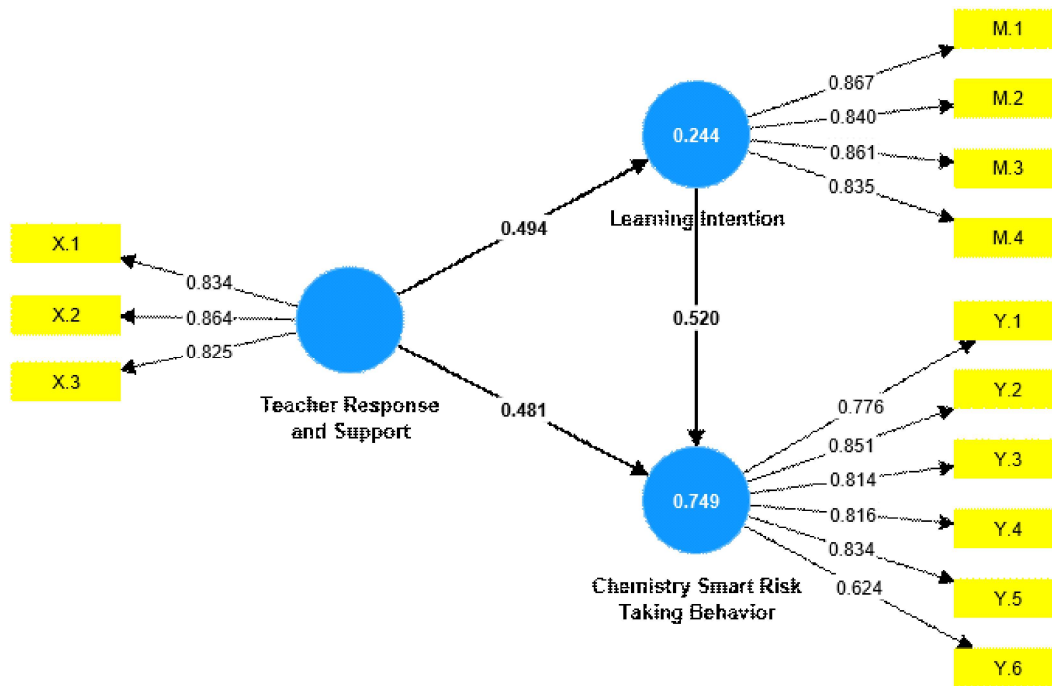 M.1
0.867
M.2
0.840
0.244
M.3
0.861
0.835
Learning Intention
M.4
0.494
X.1
0.834
X.2
0.864
0.825
X.3
0.520
Y.1
Teacher Response
and Support
0.481
0.776
Y.2
0.851
Y.3
0.814
0.749
0.816
Y.4
0.834
Chemistry Smart Risk
Taking Behavior
0.624
Y.5
Y.6